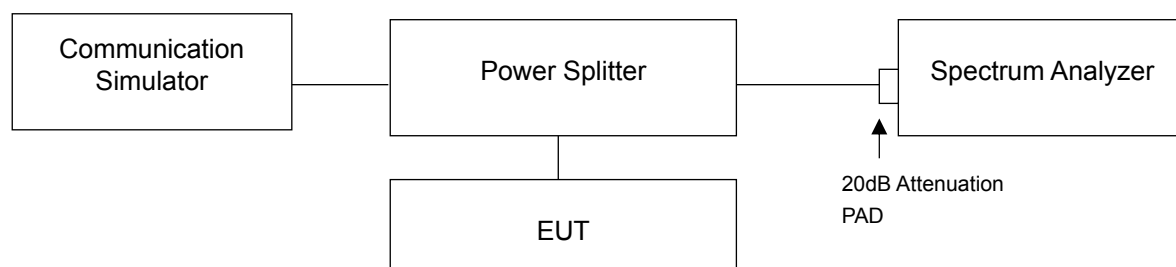 Communication
Simulator
Power Splitter
Spectrum Analyzer
20dB Attenuation
PAD
EUT